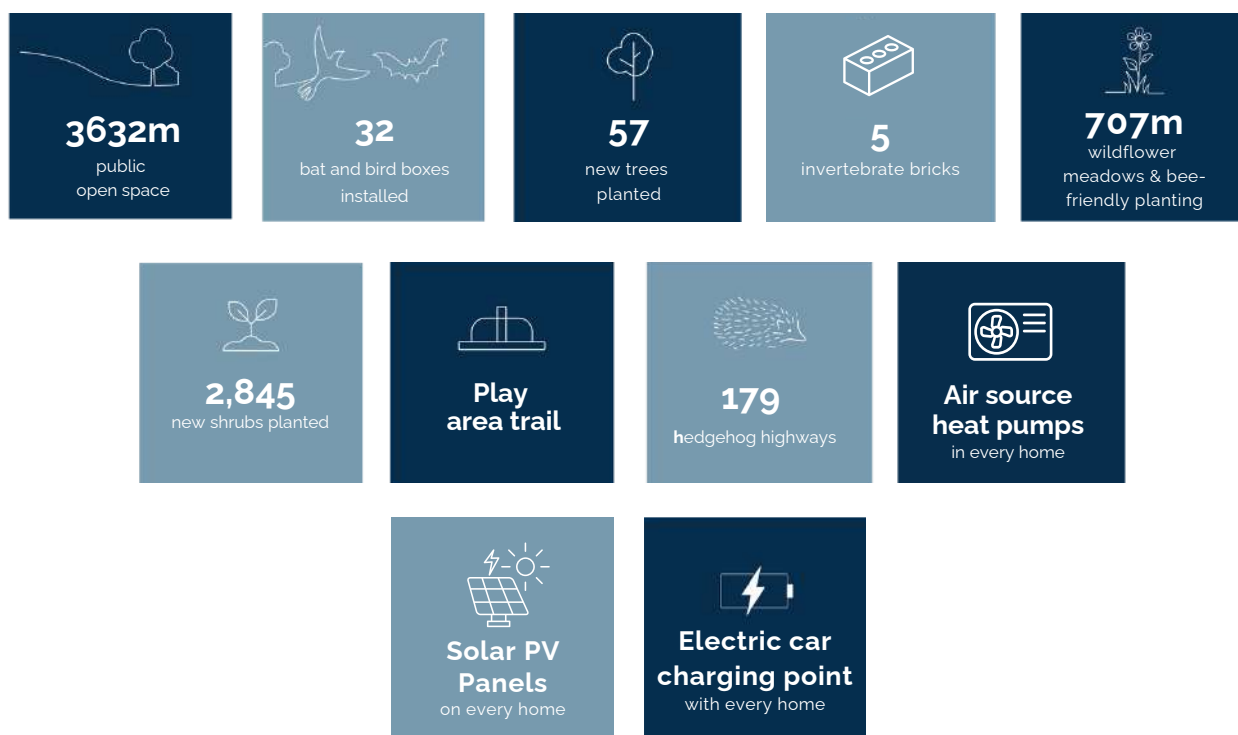 3632m
public
open space
32
bat and bird boxes
installed
57
new trees
planted
5
invertebrate bricks
707m
wildflower
meadows & bee-
friendly planting
2,845
new shrubs planted
Play
area trail
179
hedgehog highways
Air source
heat pumps
in every home
Solar PV
Panels
on every home
Electric car
charging point
with every home